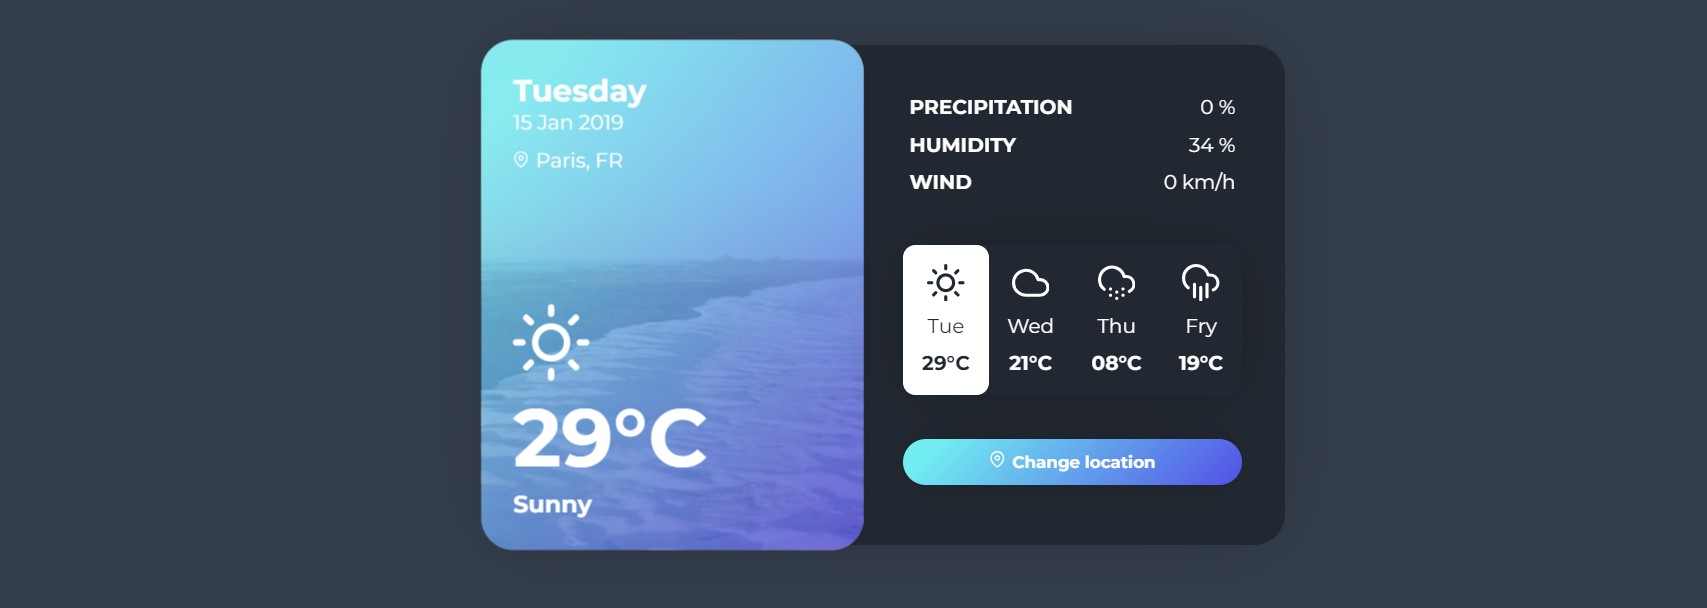 Tuesday
15 Jan 2019
Paris, FR
29°C
Sunny
PRECIPITATION 0 %
HUMIDITY 34 %
WIND 0 km/h
Tue Wed Thu Fry
29°C 21°C 08°C 19°C
Change location